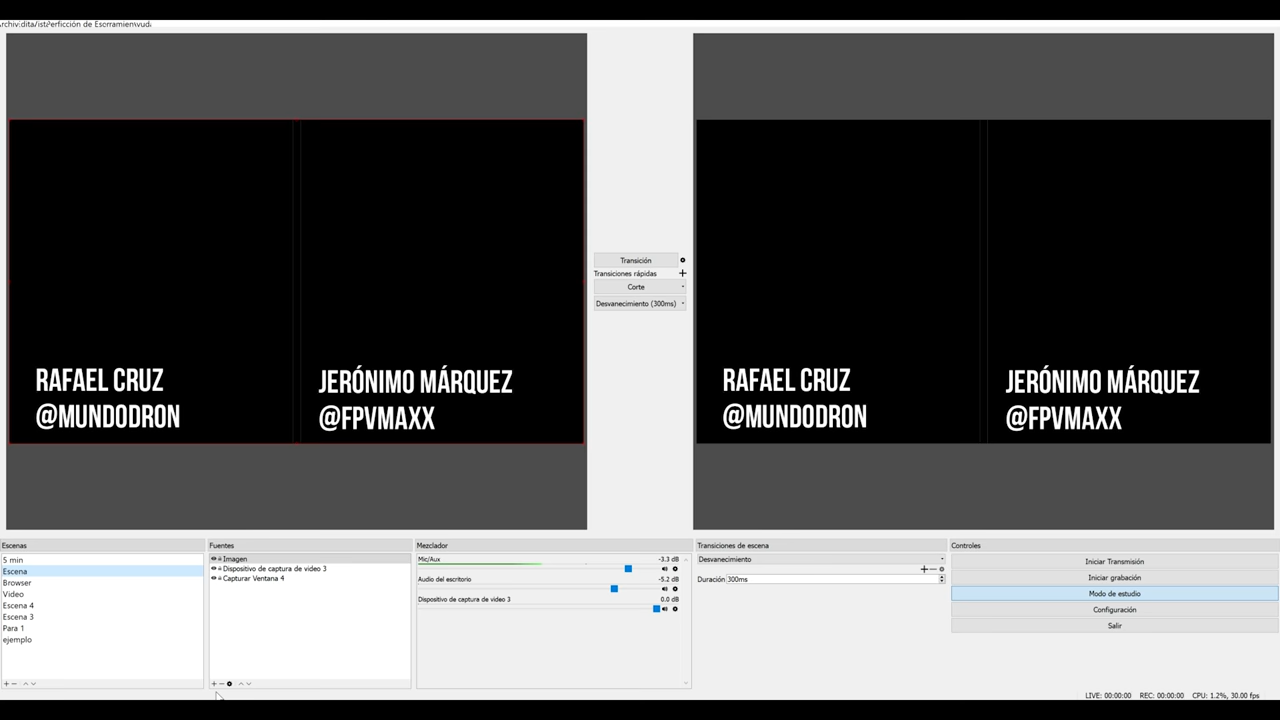 RAFAEL CRUZ
@MUNDODRON
JERÓNIMO MÁRQUEZ
@FPVMAXX
Transición
Transiciones rápidas
Corte
Desvanecimiento (300ms)
RAFAEL CRUZ
@MUNDODRON
JERÓNIMO MÁRQUEZ
@FPVMAXX
Escenas
5 min
Escena
Browser
Video
Escena 4
Escena 3
Para 1
ejemplo
Fuentes
Imagen
Dispositivo de captura de video 3
Capturar Ventana 4
Mezclador
Mic/Aux -3.3 dB
Audio del escritorio -5.2 dB
Dispositivo de captura de video 3 0.0 dB
Transiciones de escena
Desvanecimiento
Duración 300ms
Controles
Iniciar Transmisión
Iniciar grabación
Modo de estudio
Configuración
Salir
LIVE: 00:00:00 REC: 00:00:00 CPU: 1.2%, 30.00 fps